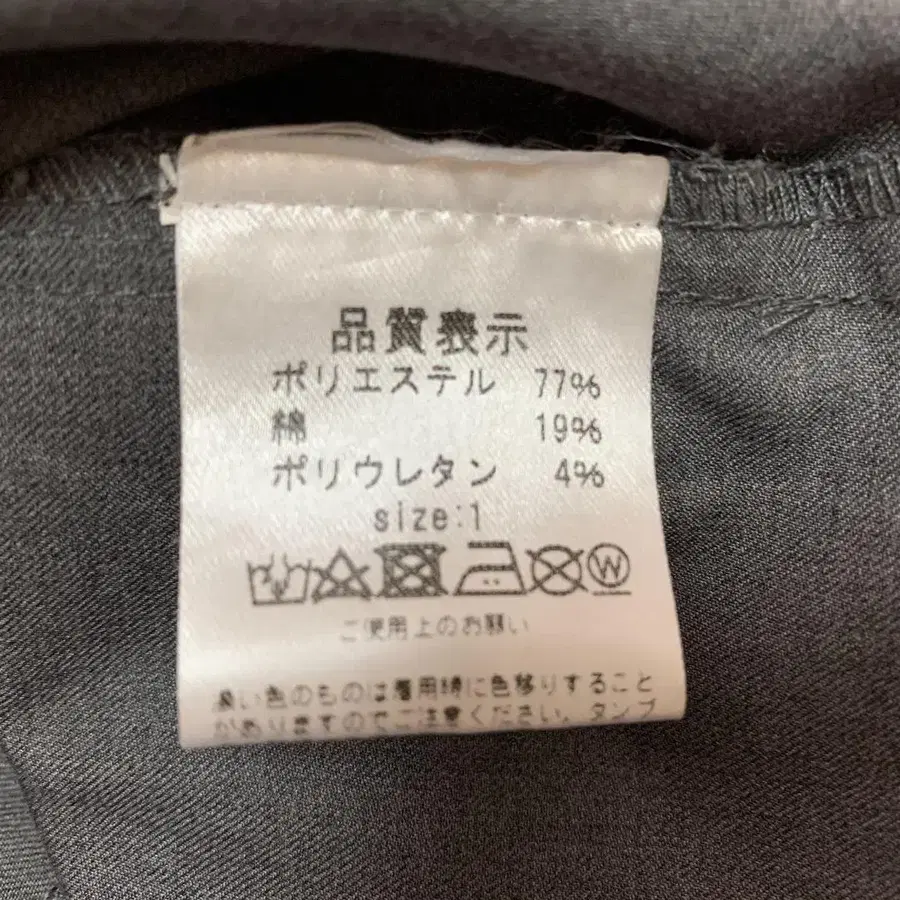 品質表示
ポリエステル 77%
綿 19%
ポリウレタン 4%
size:1
W
ご使用上のお願い
濃い色のものは着用時に色移りすること
がありますのでご注意ください。タンブ